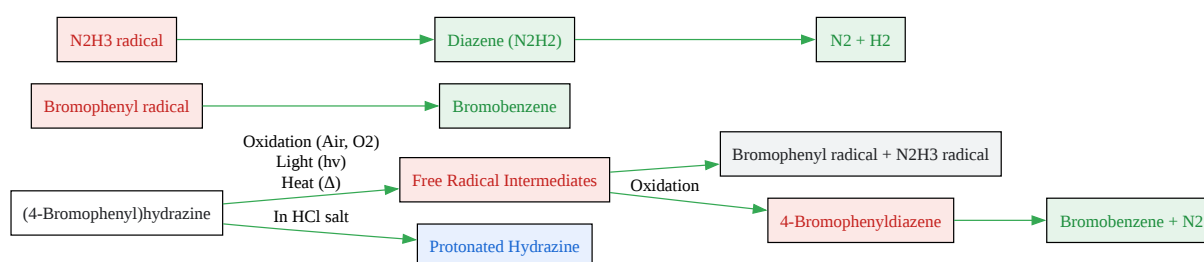 N2H3 radical
Diazene (N2H2)
N2 + H2
Bromophenyl radical
Bromobenzene
Oxidation (Air, O2)
Light (hv)
Heat (Δ)
Bromophenyl radical + N2H3 radical
Free Radical Intermediates
Oxidation
(4-Bromophenyl)hydrazine
In HCl salt
4-Bromophenyldiazene
Bromobenzene + N2
Protonated Hydrazine